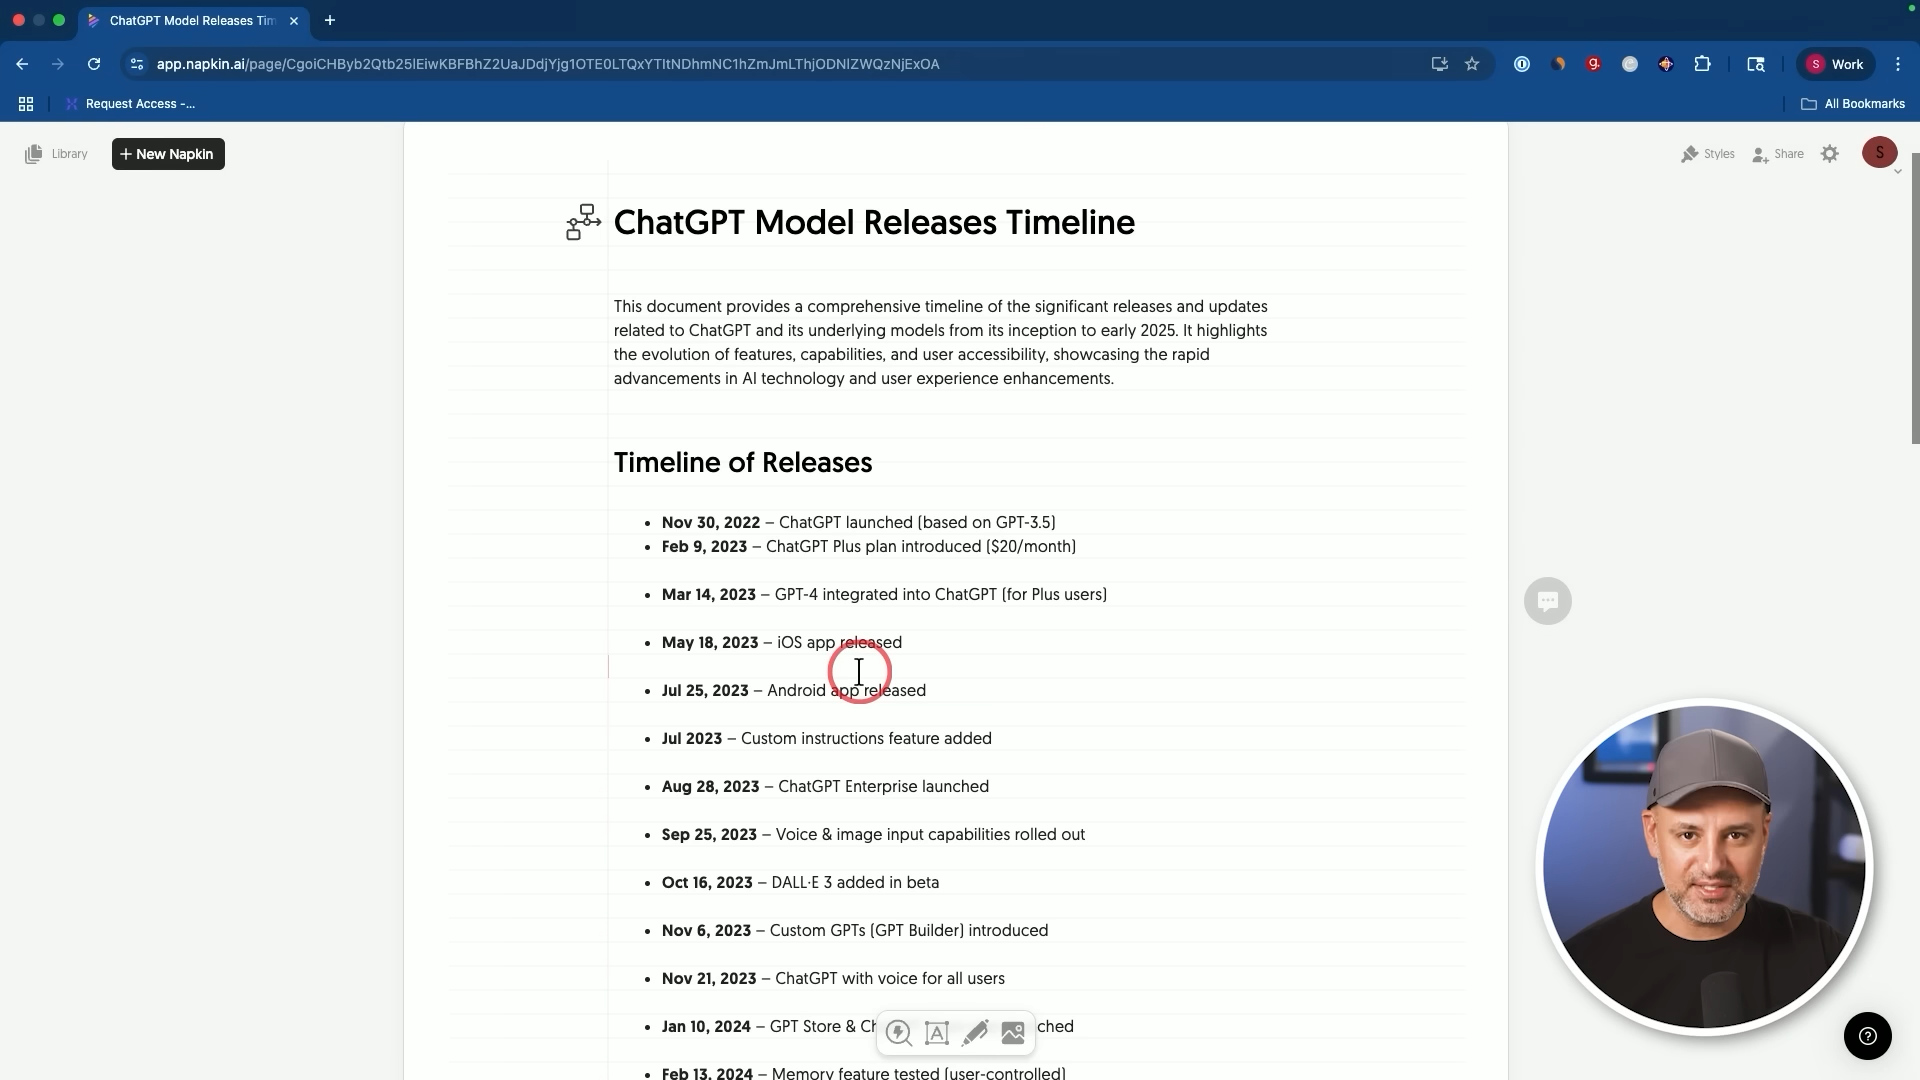 ChatGPT Model Releases Tim
app.napkin.ai/page/CgoiCHByb2Qtb25lEiwKBFBhZ2UaJDdjYjg1OTE0LTQxYTItNDhmNC1hZmJmLThjODNlZWQzNjExOA
S Work
Request Access -...
All Bookmarks
Library
+ New Napkin
Styles
Share
S
ChatGPT Model Releases Timeline
This document provides a comprehensive timeline of the significant releases and updates
related to ChatGPT and its underlying models from its inception to early 2025. It highlights
the evolution of features, capabilities, and user accessibility, showcasing the rapid
advancements in AI technology and user experience enhancements.
Timeline of Releases
• Nov 30, 2022 – ChatGPT launched (based on GPT-3.5)
• Feb 9, 2023 – ChatGPT Plus plan introduced ($20/month)
• Mar 14, 2023 – GPT-4 integrated into ChatGPT (for Plus users)
• May 18, 2023 – iOS app released
• Jul 25, 2023 – Android app released
• Jul 2023 – Custom instructions feature added
• Aug 28, 2023 – ChatGPT Enterprise launched
• Sep 25, 2023 – Voice & image input capabilities rolled out
• Oct 16, 2023 – DALL·E 3 added in beta
• Nov 6, 2023 – Custom GPTs (GPT Builder) introduced
• Nov 21, 2023 – ChatGPT with voice for all users
• Jan 10, 2024 – GPT Store & Ch ched
• Feb 13, 2024 – Memory feature tested (user-controlled)